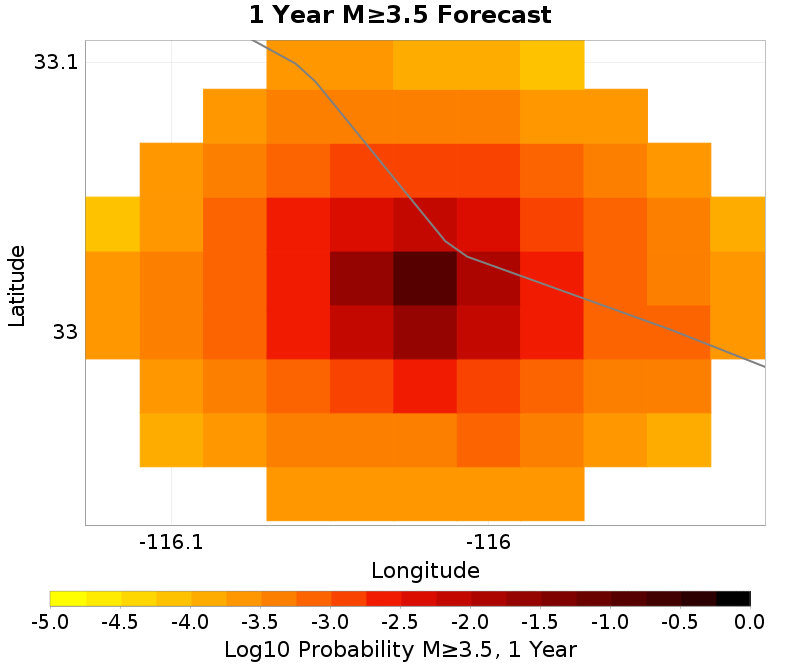 1 Year M≥3.5 Forecast
33.1
33
Latitude
-116.1 -116
Longitude
-5.0 -4.5 -4.0 -3.5 -3.0 -2.5 -2.0 -1.5 -1.0 -0.5 0.0
Log10 Probability M≥3.5, 1 Year